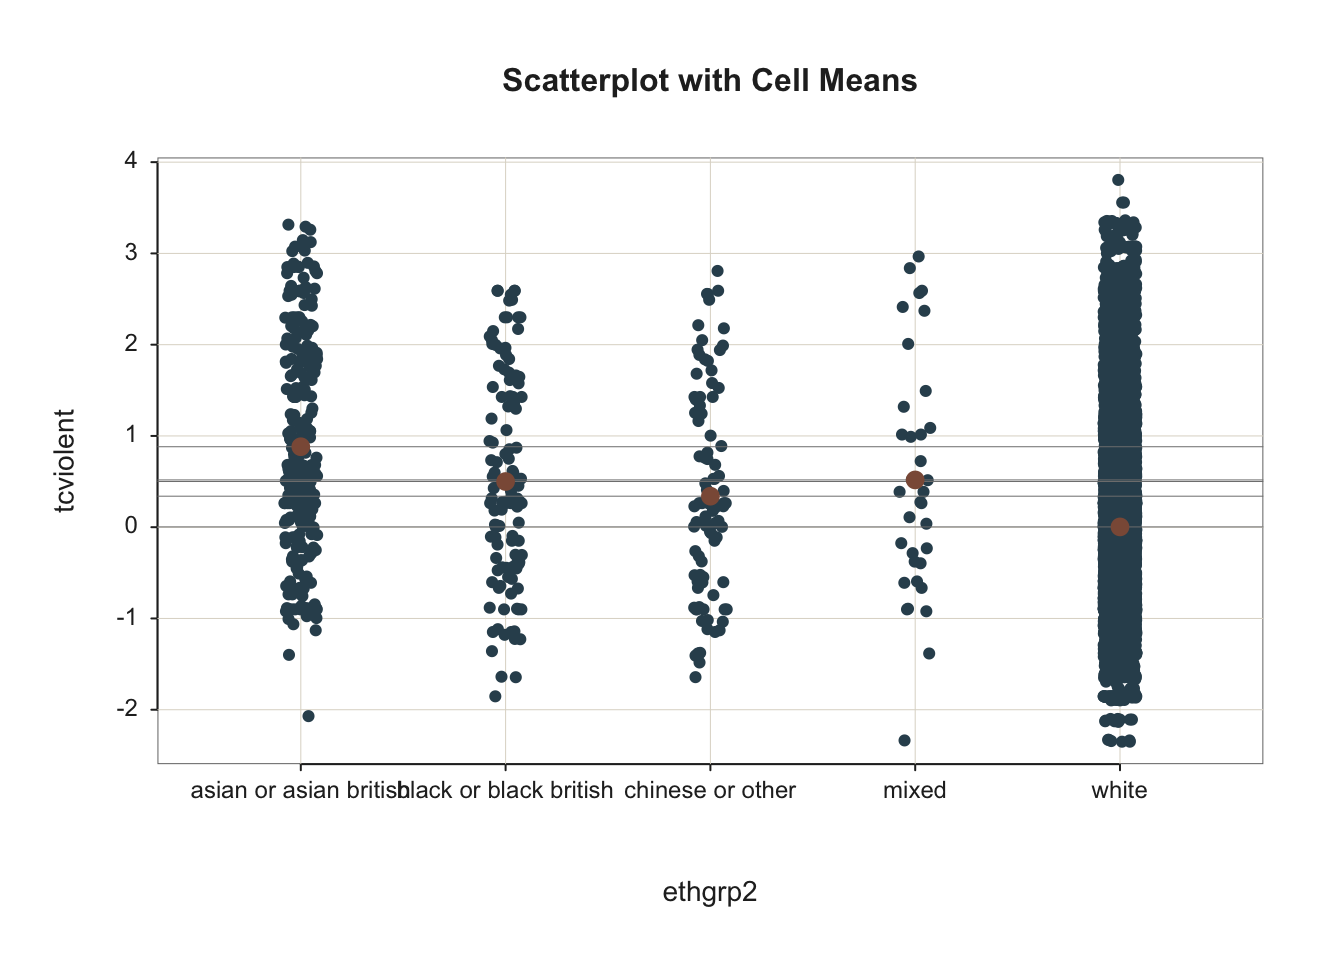 Scatterplot with Cell Means
4
3
2
1
0
-1
-2
tcviolent
asian or asian british black or black british chinese or other mixed white
ethgrp2